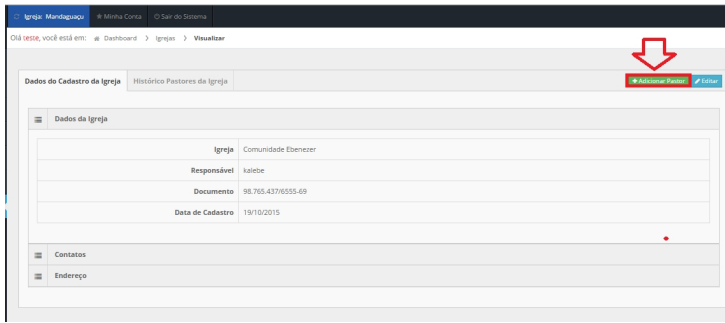 Igreja: Mandaguaçu Minha Conta Sair do Sistema
Olá teste, você está em: Dashboard > Igrejas > Visualizar
Dados do Cadastro da Igreja Histórico Pastores da Igreja + Adicionar Pastor Editar
Dados da Igreja
Igreja Comunidade Ebenezer
Responsável kalebe
Documento 98.765.437/6555-69
Data de Cadastro 19/10/2015
Contatos
Endereço